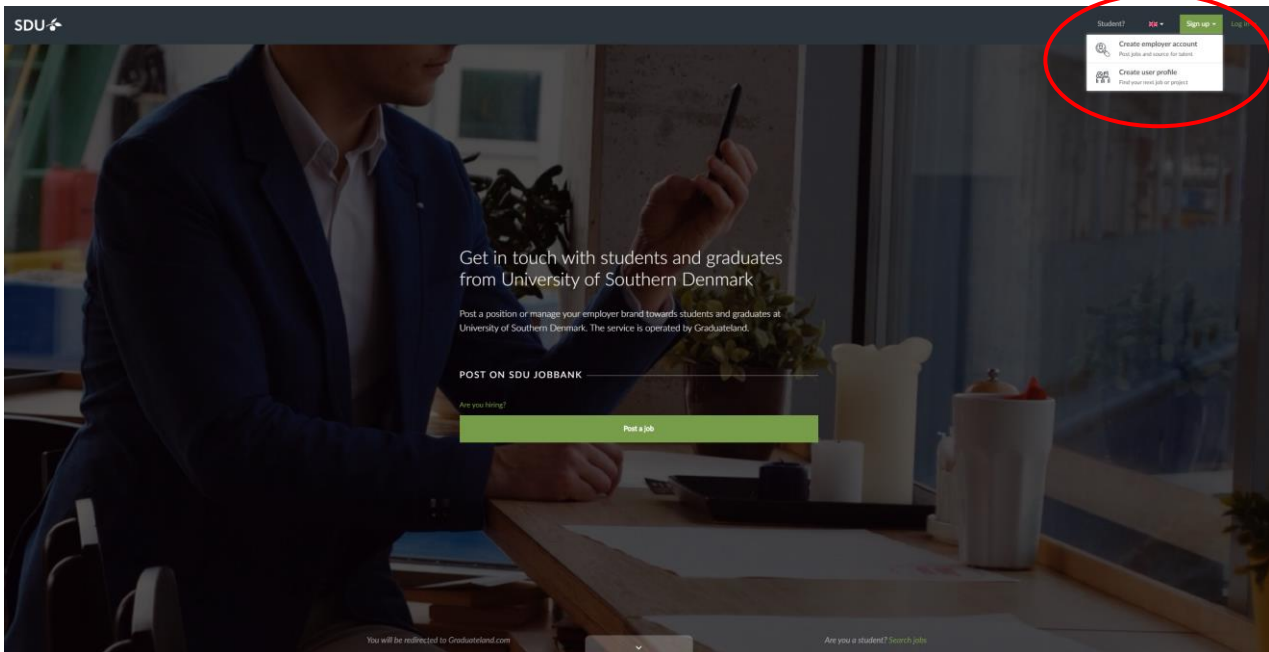 SDU
Student?
Sign up
Log in
Create employer account
Post jobs and source for talent
Create user profile
Find your next job or project
Get in touch with students and graduates
from University of Southern Denmark
Post a position or manage your employer brand towards students and graduates at
University of Southern Denmark. The service is operated by Graduateland.
POST ON SDU JOBBANK
Are you hiring?
Post a job
You will be redirected to Graduateland.com
Are you a student? Search jobs